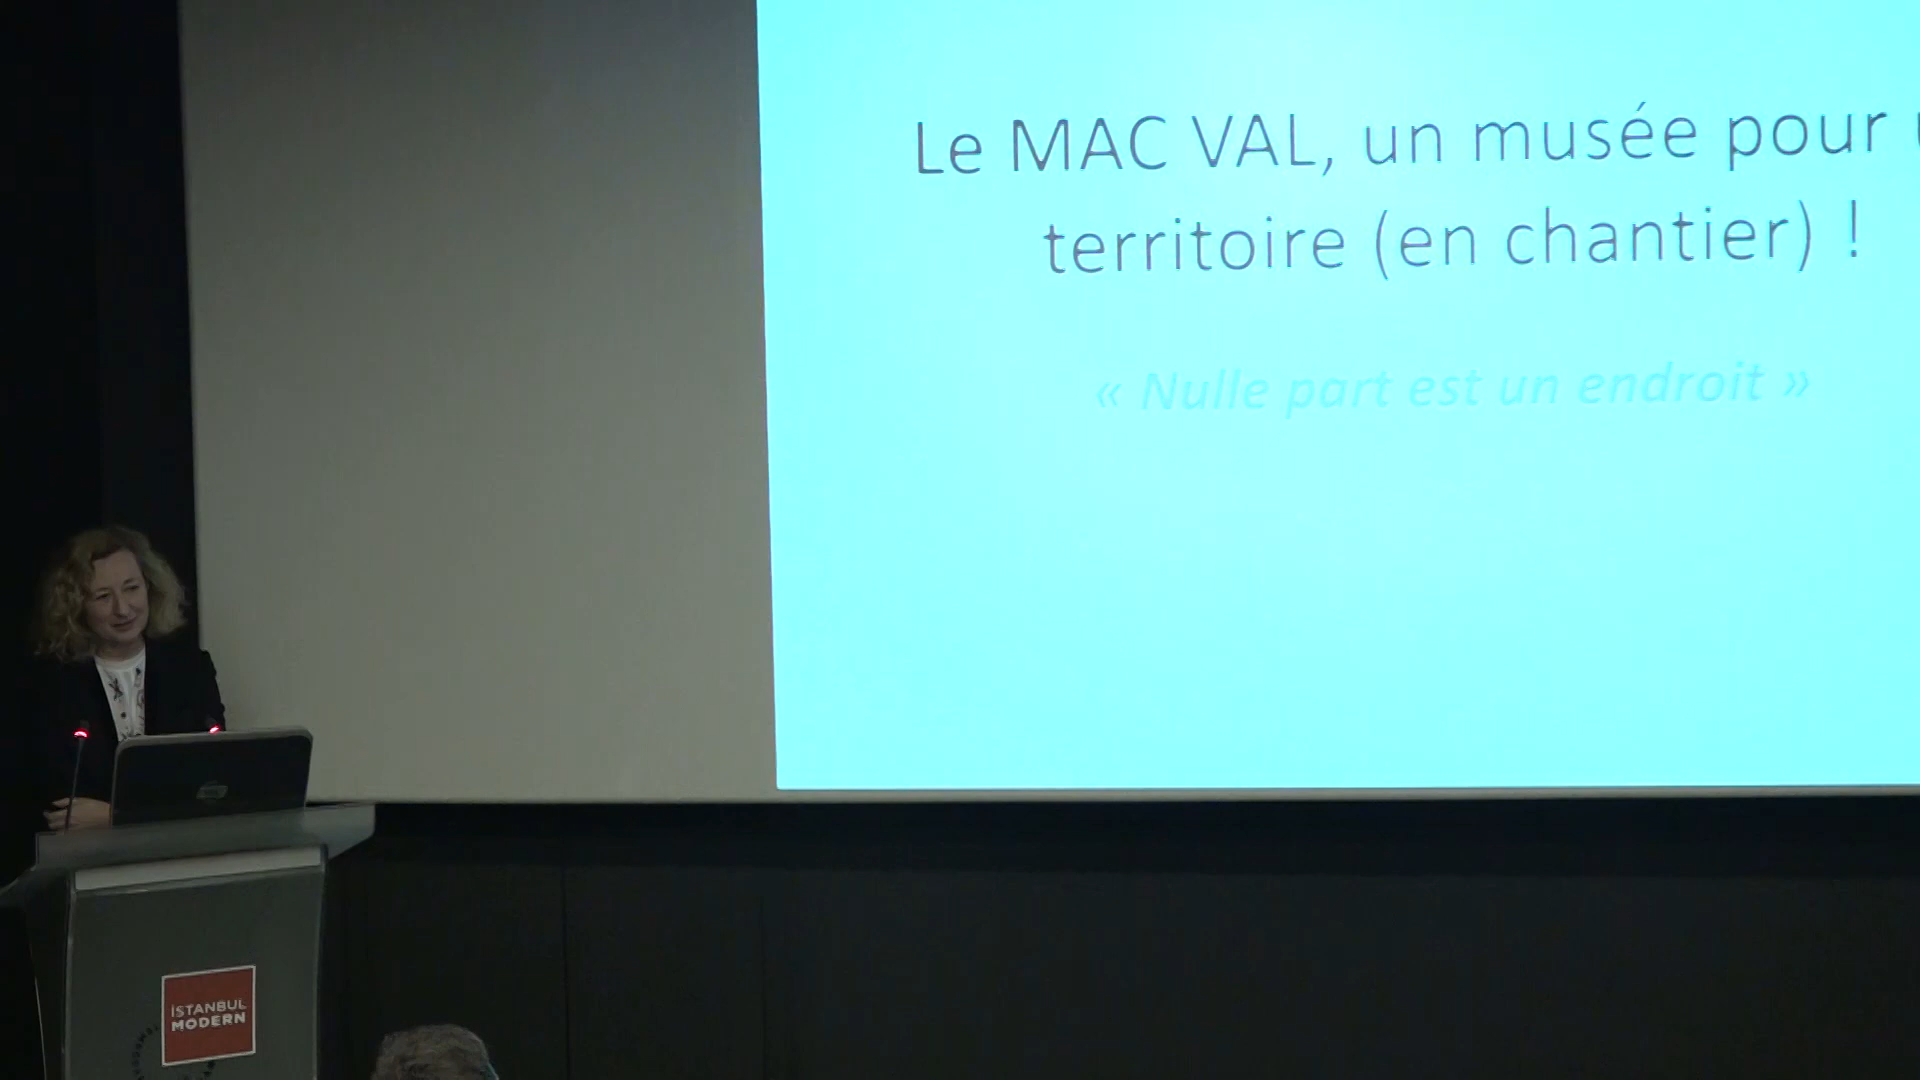 Le MAC VAL, un musée pour
territoire (en chantier) !
« Nulle part est un endroit »
İSTANBUL
MODERN